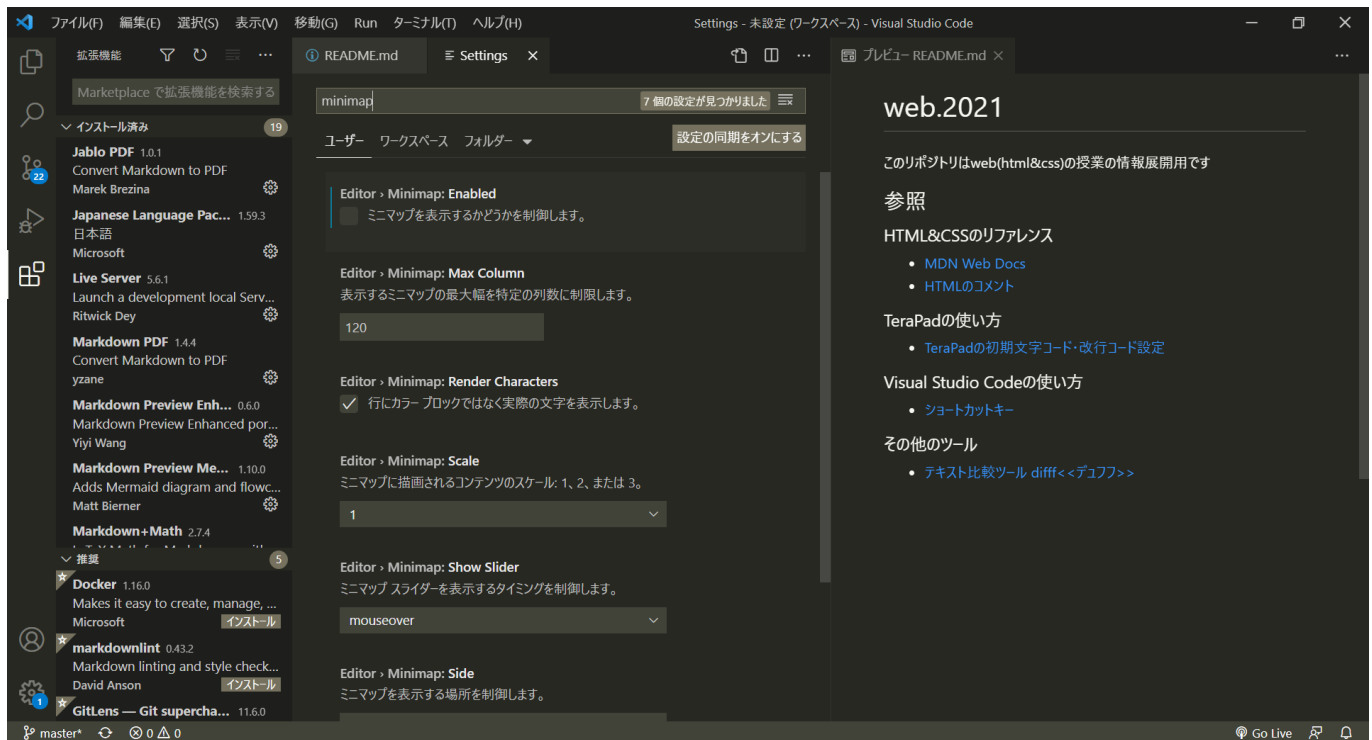 ファイル(F) 編集(E) 選択(S) 表示(V) 移動(G) Run ターミナル(T) ヘルプ(H)
Settings - 未設定 (ワークスペース) - Visual Studio Code
拡張機能
Marketplace で拡張機能を検索する
インストール済み 19
Jablo PDF 1.0.1
Convert Markdown to PDF
Marek Brezina
Japanese Language Pac... 1.59.3
日本語
Microsoft
Live Server 5.6.1
Launch a development local Serv...
Ritwick Dey
Markdown PDF 1.4.4
Convert Markdown to PDF
yzane
Markdown Preview Enh... 0.6.0
Markdown Preview Enhanced por...
Yiyi Wang
Markdown Preview Me... 1.10.0
Adds Mermaid diagram and flowc...
Matt Bierner
Markdown+Math 2.7.4
推奨 5
Docker 1.16.0
Makes it easy to create, manage, ...
Microsoft インストール
markdownlint 0.43.2
Markdown linting and style check...
David Anson インストール
GitLens — Git supercha... 11.6.0
22
1
README.md
Settings
minimap
7 個の設定が見つかりました
ユーザー ワークスペース フォルダー
設定の同期をオンにする
Editor › Minimap: Enabled
ミニマップを表示するかどうかを制御します。
Editor › Minimap: Max Column
表示するミニマップの最大幅を特定の列数に制限します。
120
Editor › Minimap: Render Characters
行にカラー ブロックではなく実際の文字を表示します。
Editor › Minimap: Scale
ミニマップに描画されるコンテンツのスケール: 1、2、または 3。
1
Editor › Minimap: Show Slider
ミニマップ スライダーを表示するタイミングを制御します。
mouseover
Editor › Minimap: Side
ミニマップを表示する場所を制御します。
プレビュー README.md
web.2021
このリポジトリはweb(html&css)の授業の情報展開用です
参照
HTML&CSSのリファレンス
MDN Web Docs
HTMLのコメント
TeraPadの使い方
TeraPadの初期文字コード・改行コード設定
Visual Studio Codeの使い方
ショートカットキー
その他のツール
テキスト比較ツール difff<<デュフフ>>
master* 0 0
Go Live